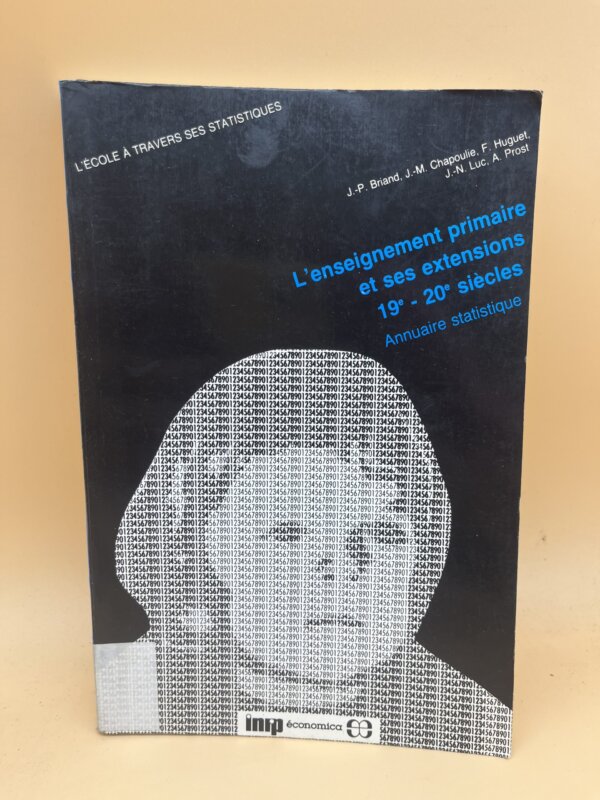 L'ÉCOLE À TRAVERS SES STATISTIQUES
J.-P. Briand, J.-M. Chapoulie, F. Huguet,
J.-N. Luc, A. Prost
L'enseignement primaire
et ses extensions
19e - 20e siècles
Annuaire statistique
inrp économica